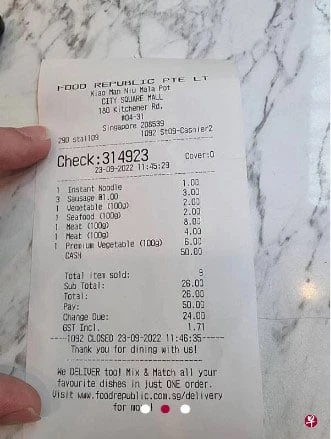 FOOD REPUBLIC PTE LT
Xiao Man Niu Mala Pot
CITY SQUARE MALL
180 Kitchener Rd.
#04-31
Singapore 208539
290 stall09 1092 St09-Cashier2
Check:314923 Cover:0
23-09-2022 11:45:29
1 Instant Noodle 1.00
3 Sausage @1.00 3.00
1 Vegetable (100g) 2.00
1 Seafood (100g) 2.00
1 Meat (100g) 8.00
1 Meat (100g) 4.00
1 Premium Vegetable (100g) 6.00
CASH 50.00
Total item sold: 9
Sub Total: 26.00
Total: 26.00
Pay: 50.00
Change Due: 24.00
GST Incl. 1.71
----1092 CLOSED 23-09-2022 11:46:35----
Thank you for dining with us!
We DELIVER too! Mix & Match all your
favourite dishes in just ONE order.
Visit www.foodrepublic.com.sg/delivery
for